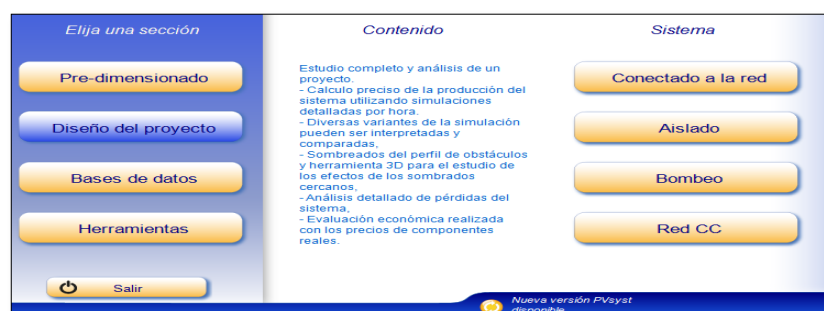 Elija una sección
Pre-dimensionado
Diseño del proyecto
Bases de datos
Herramientas
Salir
Contenido
Estudio completo y análisis de un
proyecto.
- Calculo preciso de la producción del
sistema utilizando simulaciones
detalladas por hora.
- Diversas variantes de la simulación
pueden ser interpretadas y
comparadas,
- Sombreados del perfil de obstáculos
y herramienta 3D para el estudio de
los efectos de los sombrados
cercanos,
- Análisis detallado de pérdidas del
sistema,
- Evaluación económica realizada
con los precios de componentes
reales.
Sistema
Conectado a la red
Aislado
Bombeo
Red CC
Nueva versión PVsyst
disponible